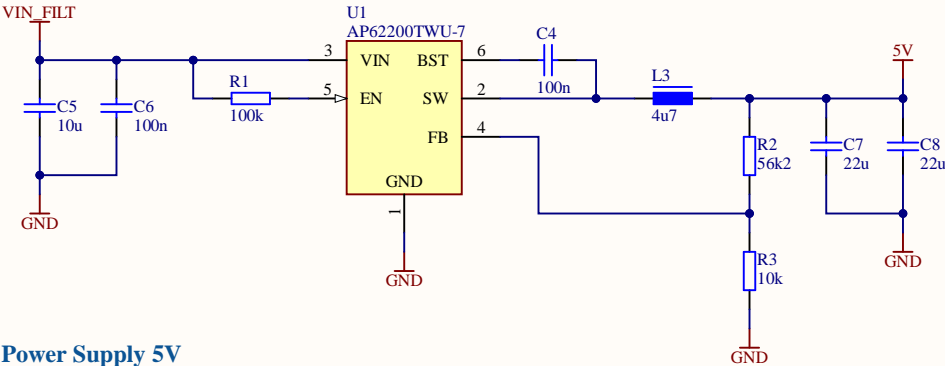 VIN_FILT
U1
AP62200TWU-7
3
VIN
BST
6
C4
100n
5
EN
SW
2
R1
100k
FB
4
GND
1
GND
C5
10u
C6
100n
GND
L3
4u7
5V
R2
56k2
C7
22u
C8
22u
GND
R3
10k
GND
Power Supply 5V